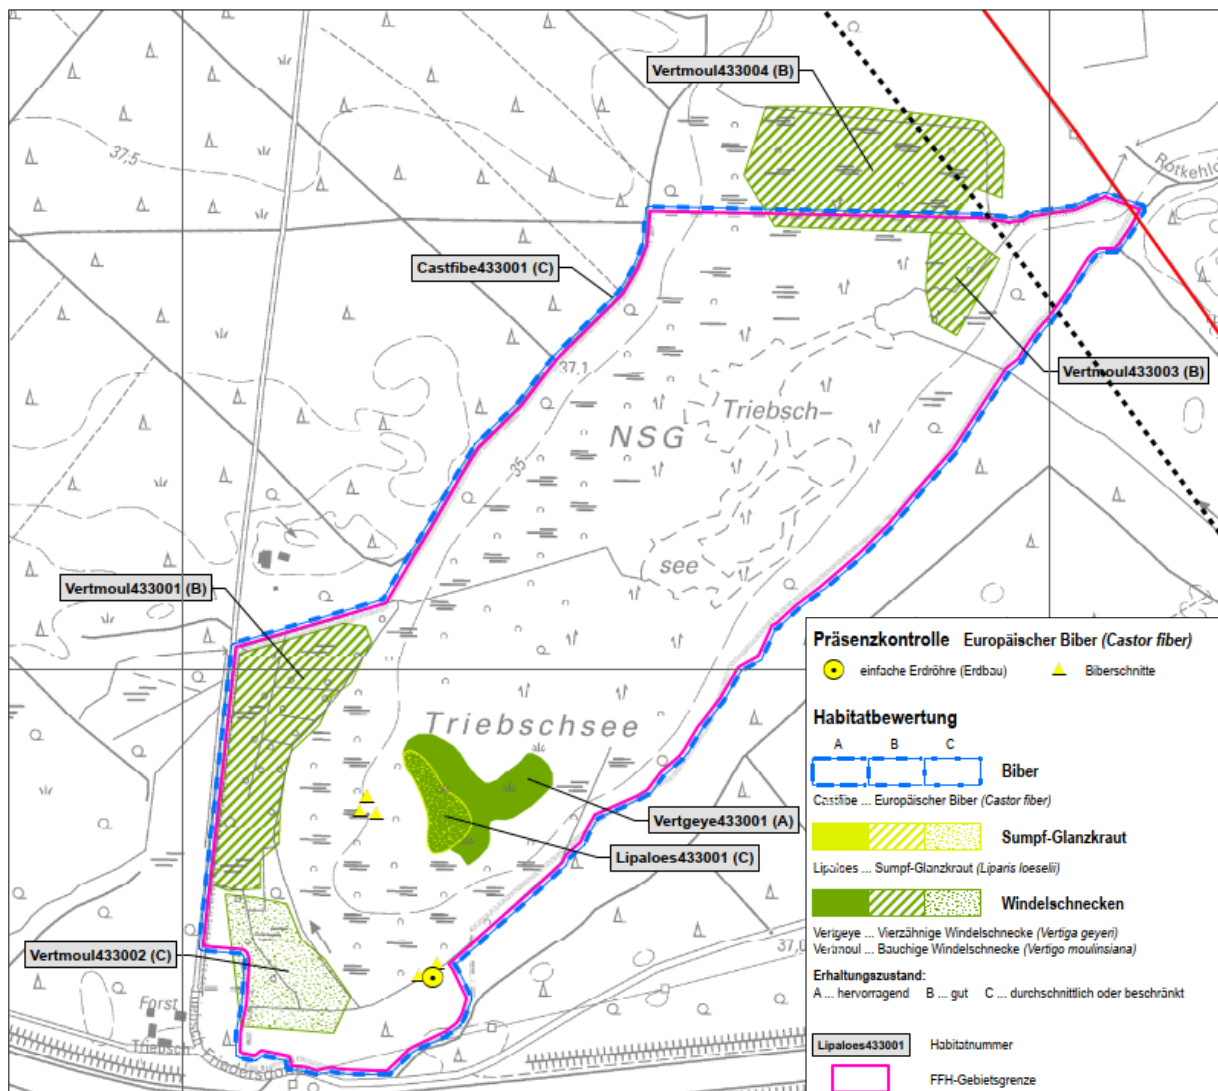 Vertmoul433004 (B)
37,5
Rotkehlch
Castfibe433001 (C)
37,1
Vertmoul433003 (B)
Triebsch-
NSG
35
see
Vertmoul433001 (B)
Triebschsee
Vertgeye433001 (A)
Lipaloes433001 (C)
Vertmoul433002 (C)
37,0
Forst
Triebsch
Triebsch-Friedersdorf
Präsenzkontrolle Europäischer Biber (Castor fiber)
einfache Erdröhre (Erdbau) Biberschnitte
Habitatbewertung
A B C
Biber
Castfibe ... Europäischer Biber (Castor fiber)
Sumpf-Glanzkraut
Lipaloes ... Sumpf-Glanzkraut (Liparis loeselii)
Windelschnecken
Vertgeye ... Vierzähnige Windelschnecke (Vertiga geyeri)
Vertmoul ... Bauchige Windelschnecke (Vertigo moulinsiana)
Erhaltungszustand:
A ... hervorragend B ... gut C ... durchschnittlich oder beschränkt
Lipaloes433001 Habitatnummer
FFH-Gebietsgrenze